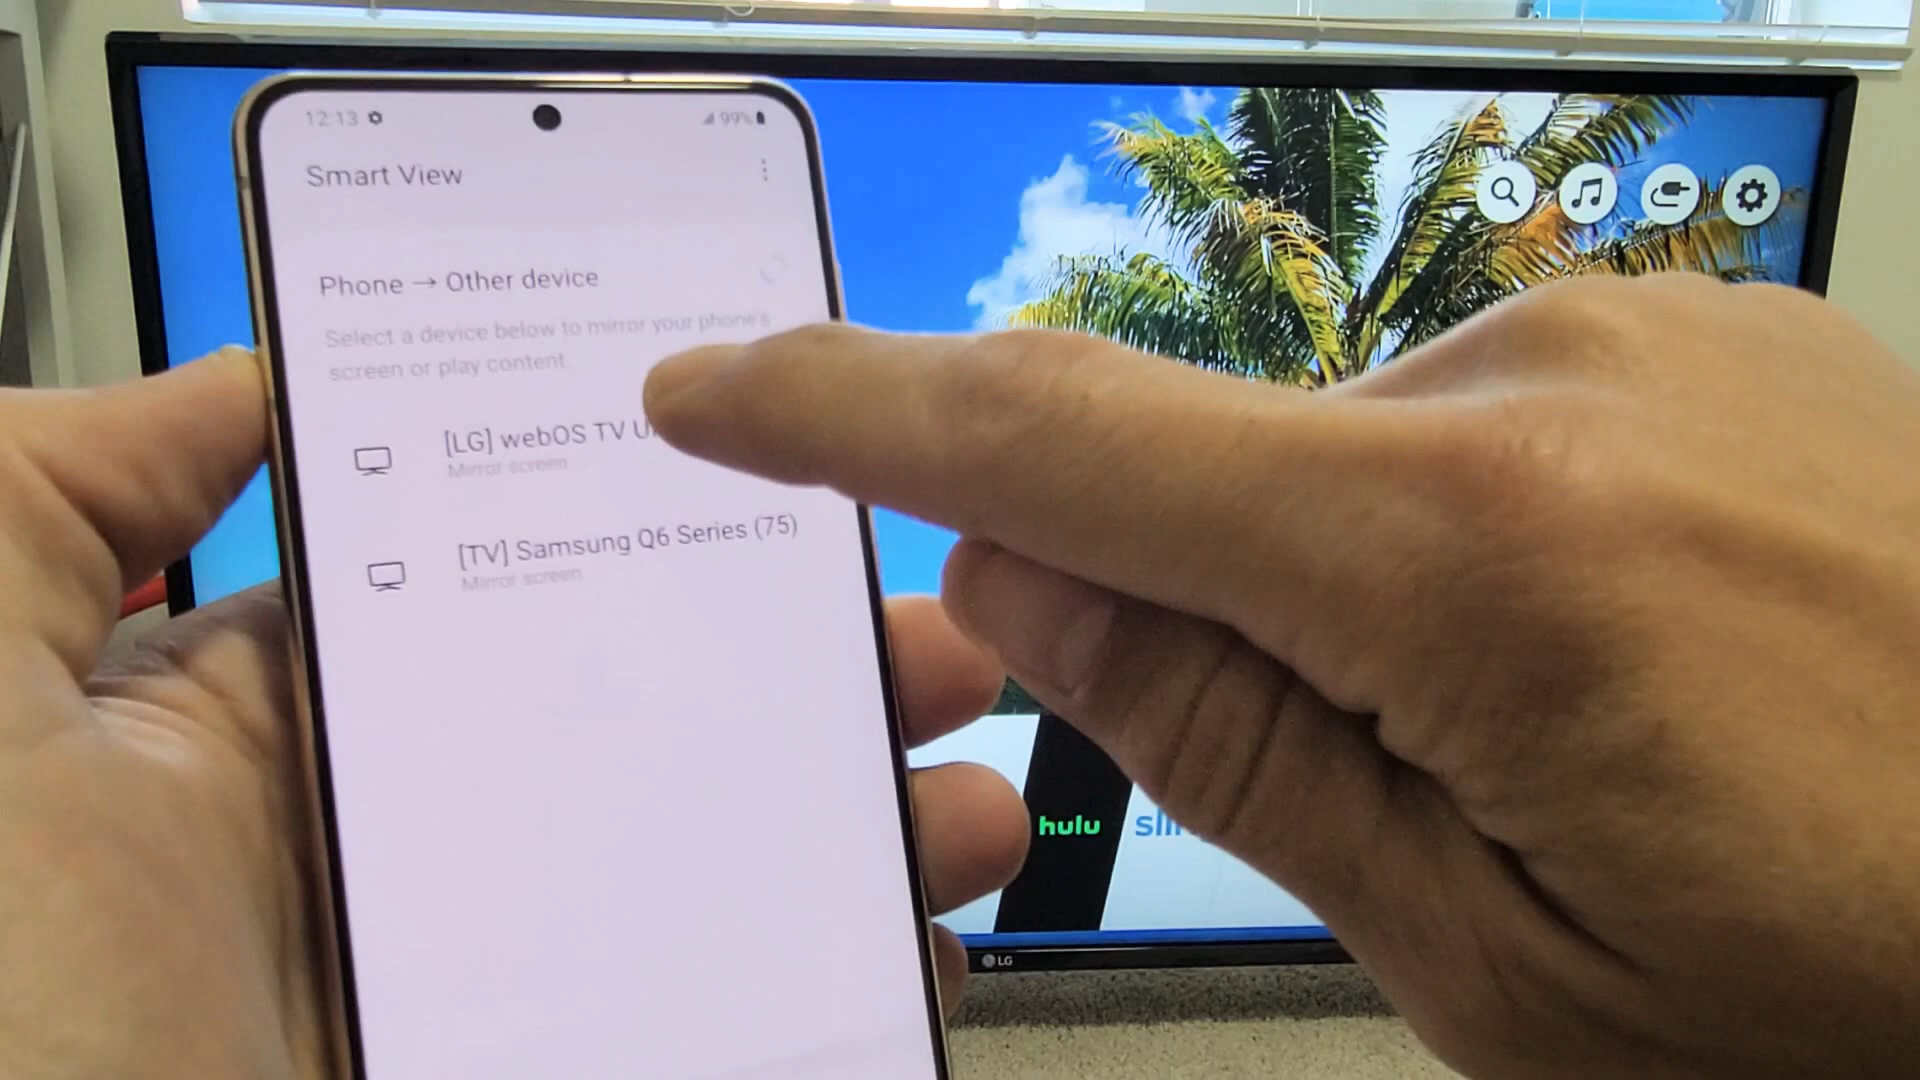 12:13
99%
Smart View
Phone → Other device
Select a device below to mirror your phone's
screen or play content.
[LG] webOS TV
Mirror screen
[TV] Samsung Q6 Series (75)
Mirror screen
hulu
LG